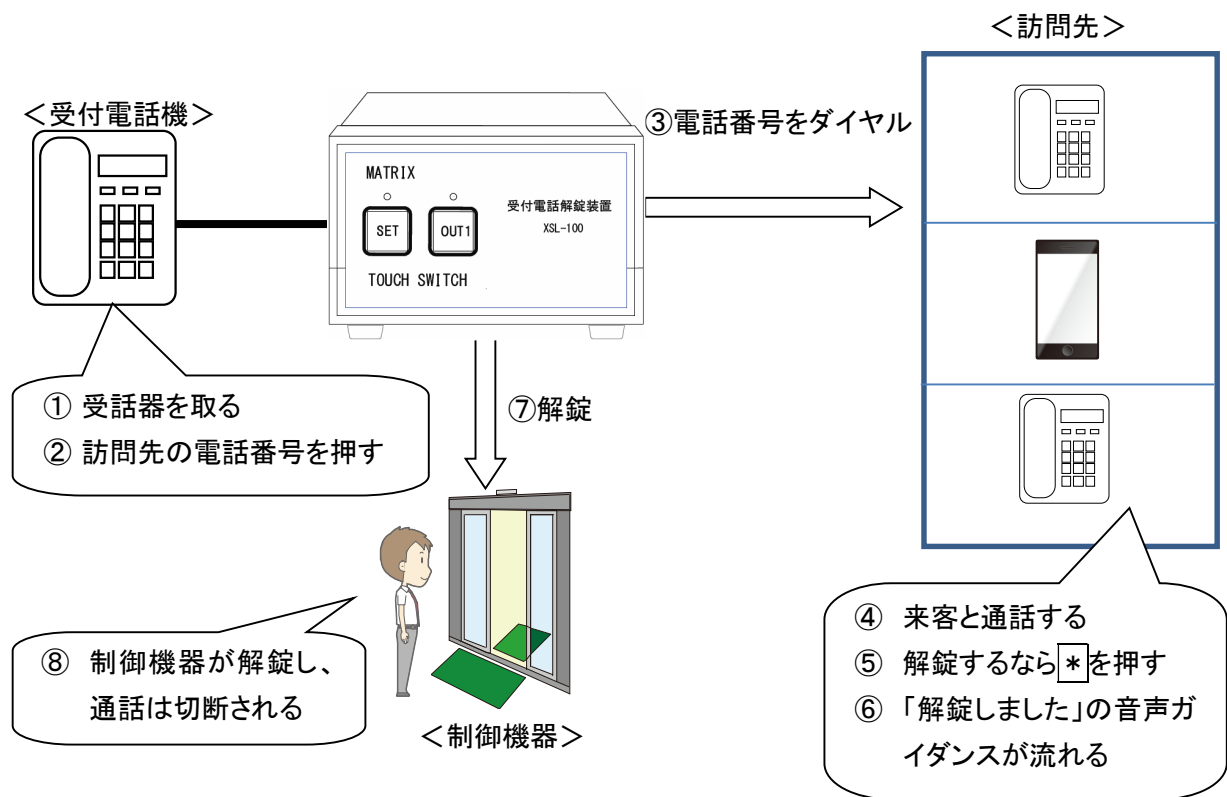 ＜訪問先＞
＜受付電話機＞
③電話番号をダイヤル
MATRIX
受付電話解錠装置
XSL-100
SET
OUT1
TOUCH SWITCH
① 受話器を取る
② 訪問先の電話番号を押す
⑦解錠
④ 来客と通話する
⑤ 解錠するなら*を押す
⑥ 「解錠しました」の音声ガ
イダンスが流れる
⑧ 制御機器が解錠し、
通話は切断される
＜制御機器＞